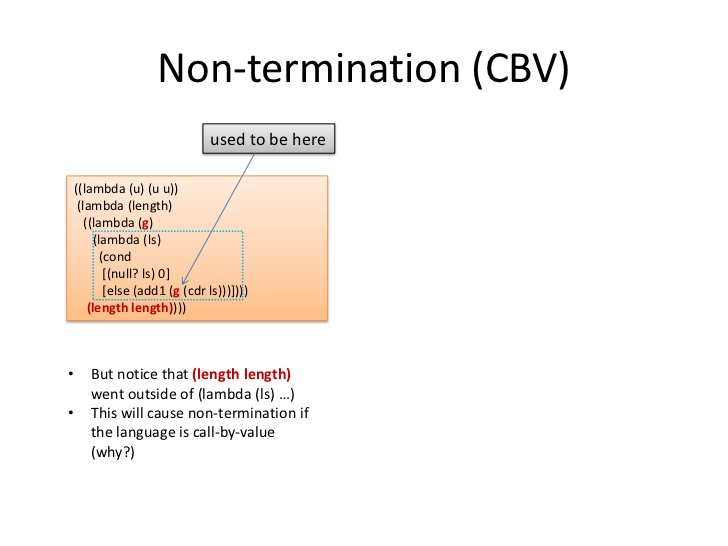 Non-termination (CBV)
used to be here
((lambda (u) (u u))
(lambda (length)
((lambda (g)
(lambda (ls)
(cond
[(null? ls) 0]
[else (add1 (g (cdr ls)))])))
(length length))))
• But notice that (length length)
went outside of (lambda (ls) …)
• This will cause non-termination if
the language is call-by-value
(why?)